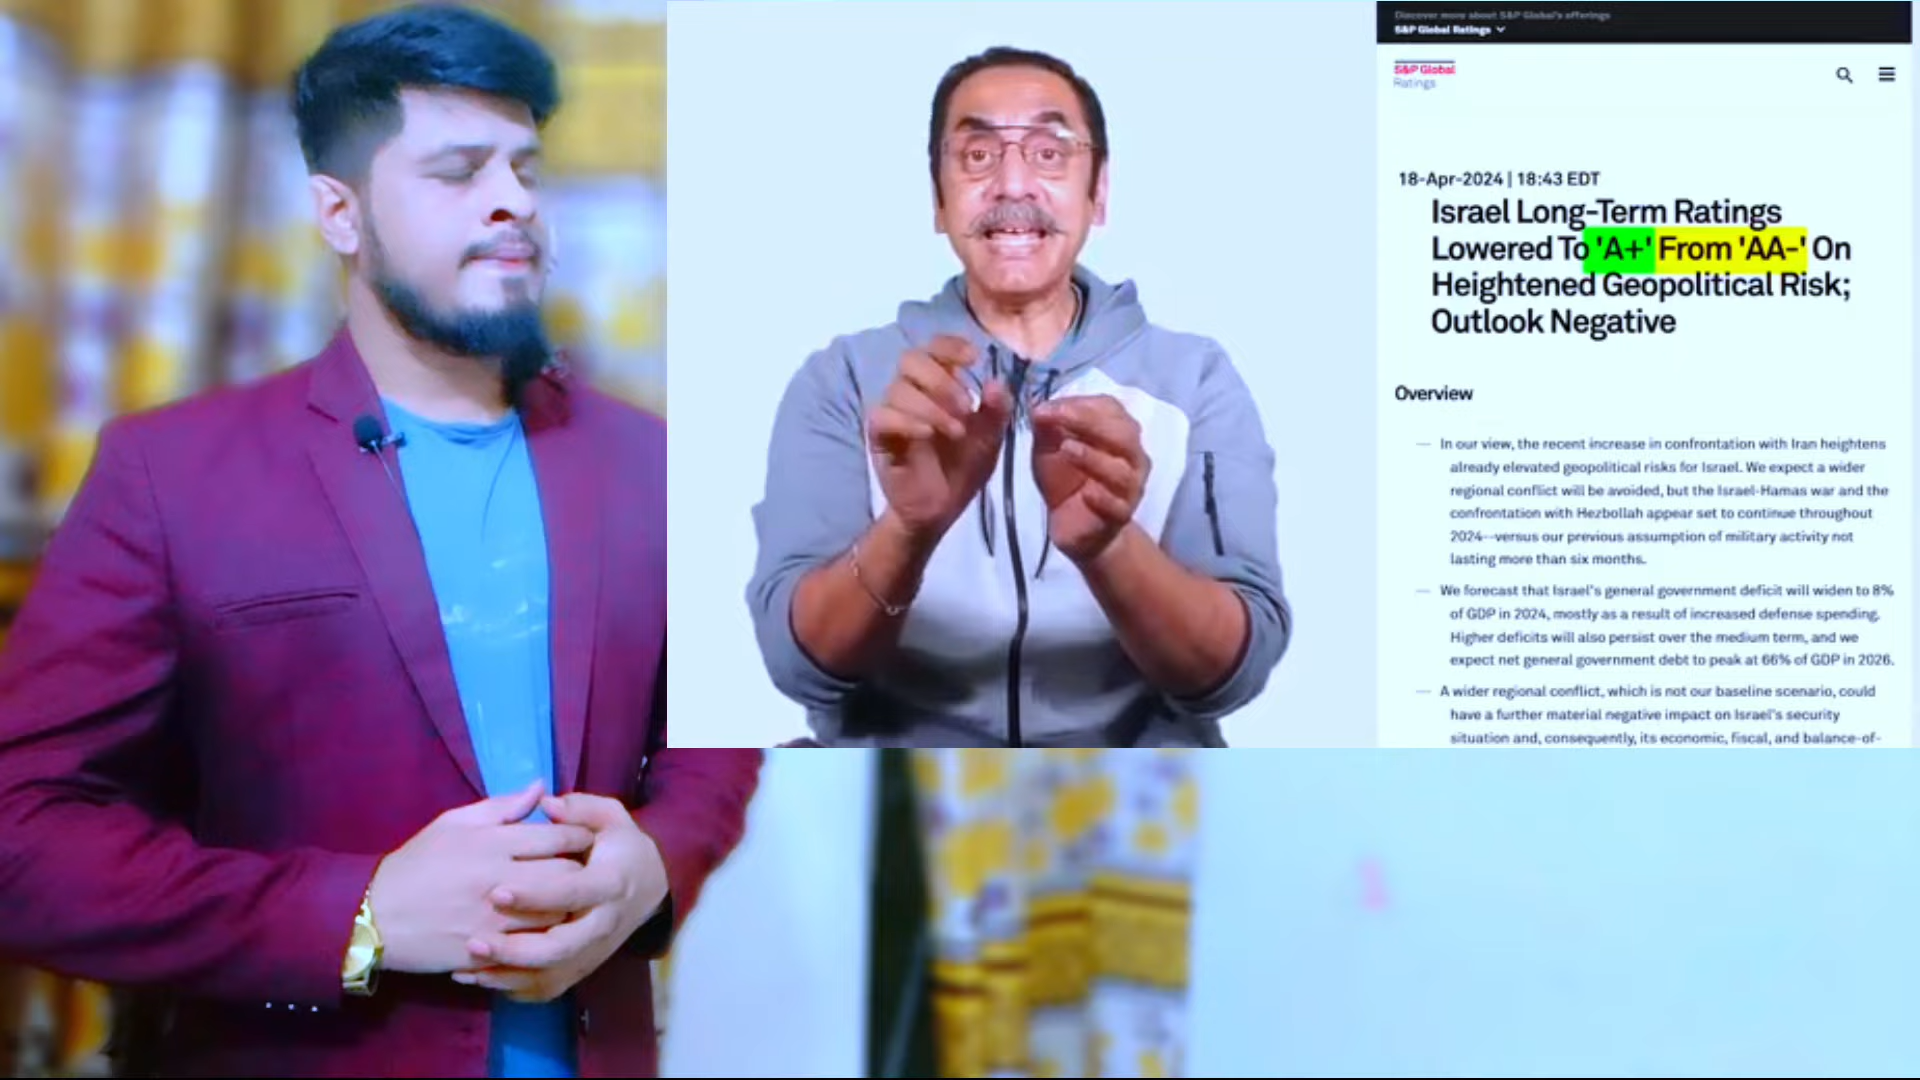 Discover more about S&P Global's offerings
S&P Global Ratings
S&P Global
Ratings
18-Apr-2024 | 18:43 EDT
Israel Long-Term Ratings
Lowered To 'A+' From 'AA-' On
Heightened Geopolitical Risk;
Outlook Negative
Overview
— In our view, the recent increase in confrontation with Iran heightens
already elevated geopolitical risks for Israel. We expect a wider
regional conflict will be avoided, but the Israel-Hamas war and the
confrontation with Hezbollah appear set to continue throughout
2024--versus our previous assumption of military activity not
lasting more than six months.
— We forecast that Israel's general government deficit will widen to 8%
of GDP in 2024, mostly as a result of increased defense spending.
Higher deficits will also persist over the medium term, and we
expect net general government debt to peak at 66% of GDP in 2026.
— A wider regional conflict, which is not our baseline scenario, could
have a further material negative impact on Israel's security
situation and, consequently, its economic, fiscal, and balance-of-